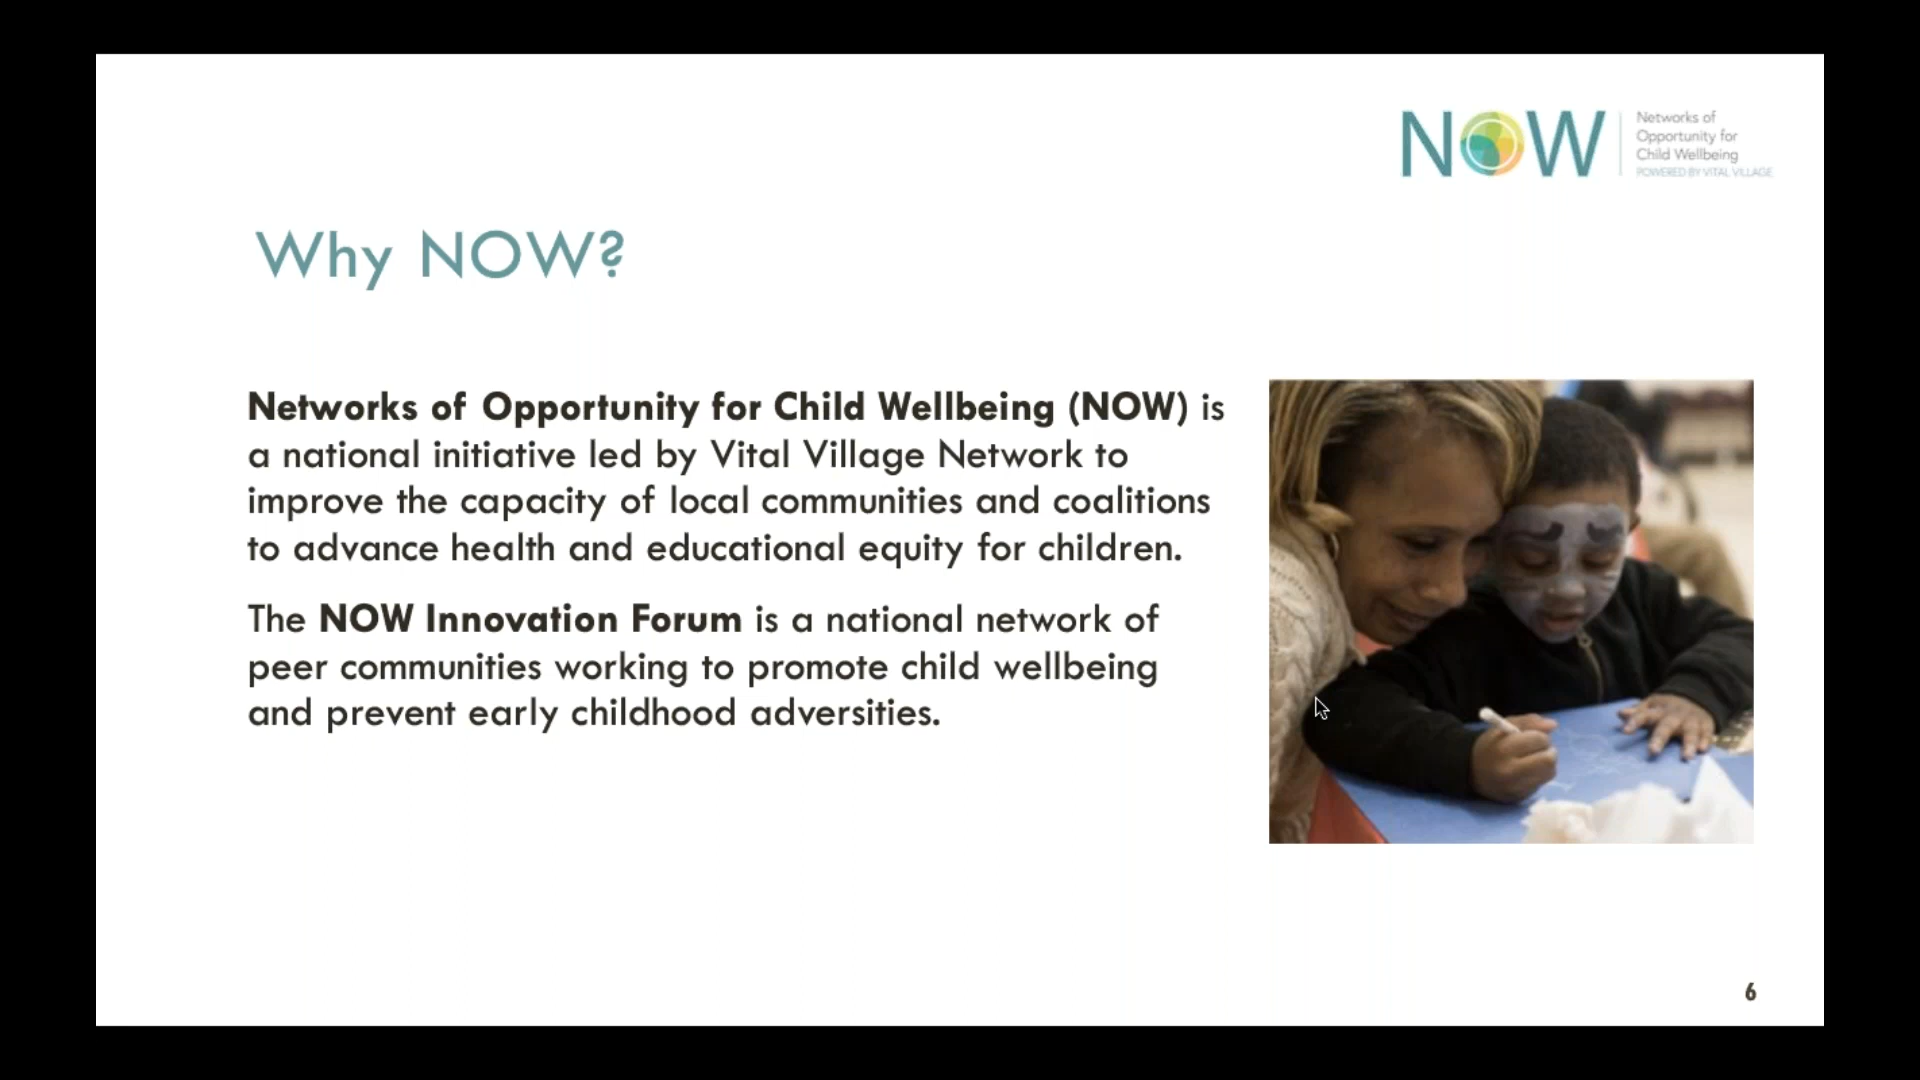 NOW
Networks of
Opportunity for
Child Wellbeing
POWERED BY VITAL VILLAGE
Why NOW?
Networks of Opportunity for Child Wellbeing (NOW) is
a national initiative led by Vital Village Network to
improve the capacity of local communities and coalitions
to advance health and educational equity for children.
The NOW Innovation Forum is a national network of
peer communities working to promote child wellbeing
and prevent early childhood adversities.
6